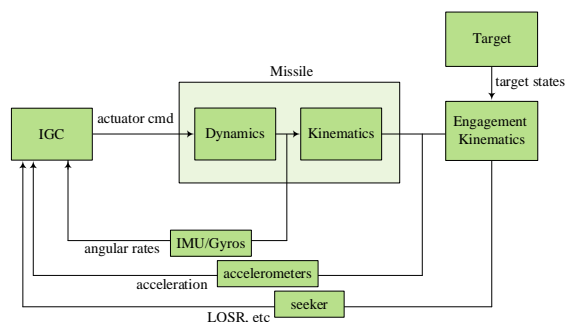 Target
target states
Missile
IGC
actuator cmd
Dynamics
Kinematics
Engagement
Kinematics
IMU/Gyros
angular rates
accelerometers
acceleration
seeker
LOSR, etc